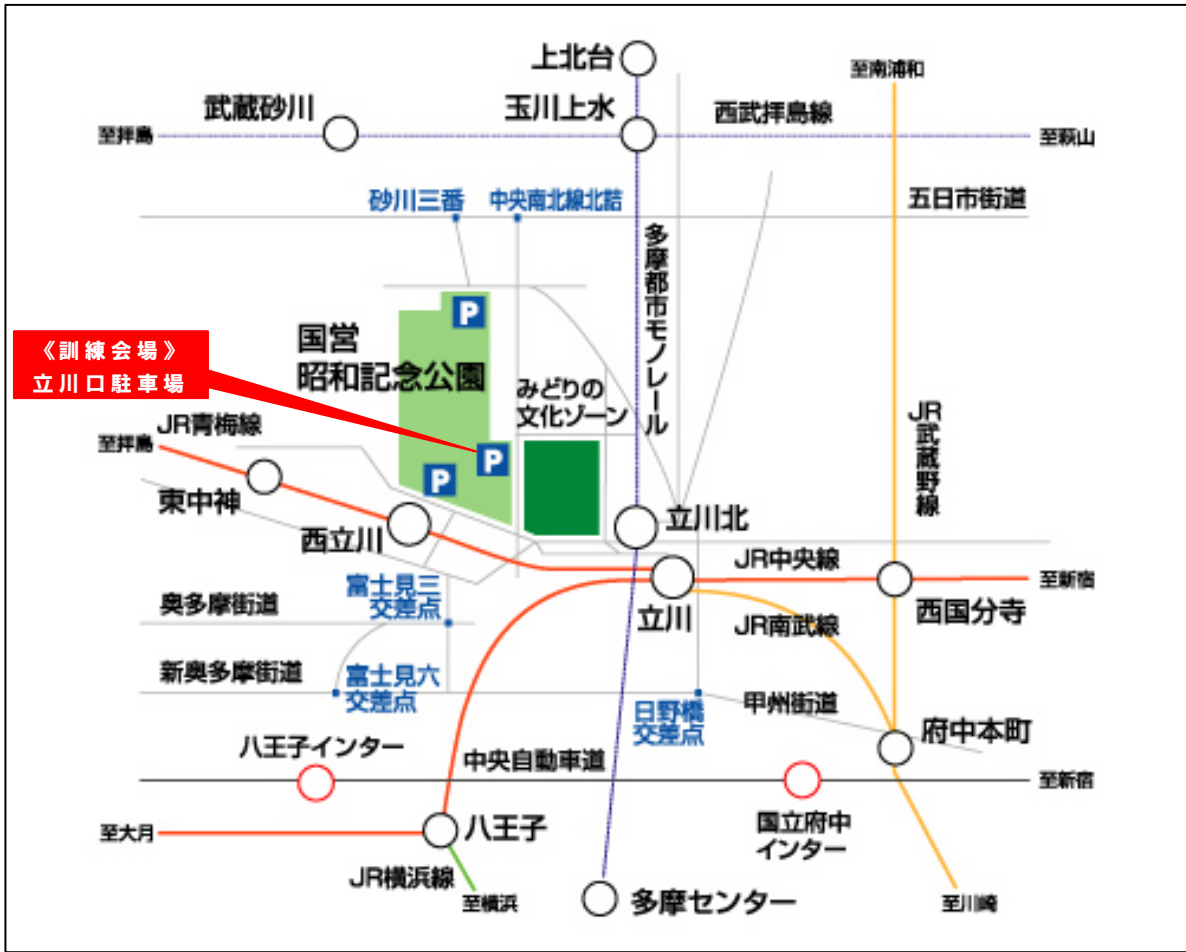 上北台
至南浦和
武蔵砂川
玉川上水
西武拝島線
至拝島
至萩山
砂川三番
中央南北線北詰
五日市街道
多摩都市モノレール
P
国営
昭和記念公園
《訓練会場》
立川口駐車場
みどりの
文化ゾーン
JR青梅線
至拝島
JR武蔵野線
P
P
東中神
西立川
立川北
JR中央線
至新宿
富士見三
交差点
奥多摩街道
立川
西国分寺
JR南武線
新奥多摩街道
富士見六
交差点
日野橋
交差点
甲州街道
府中本町
八王子インター
中央自動車道
至新宿
至大月
八王子
国立府中
インター
JR横浜線
至横浜
多摩センター
至川崎